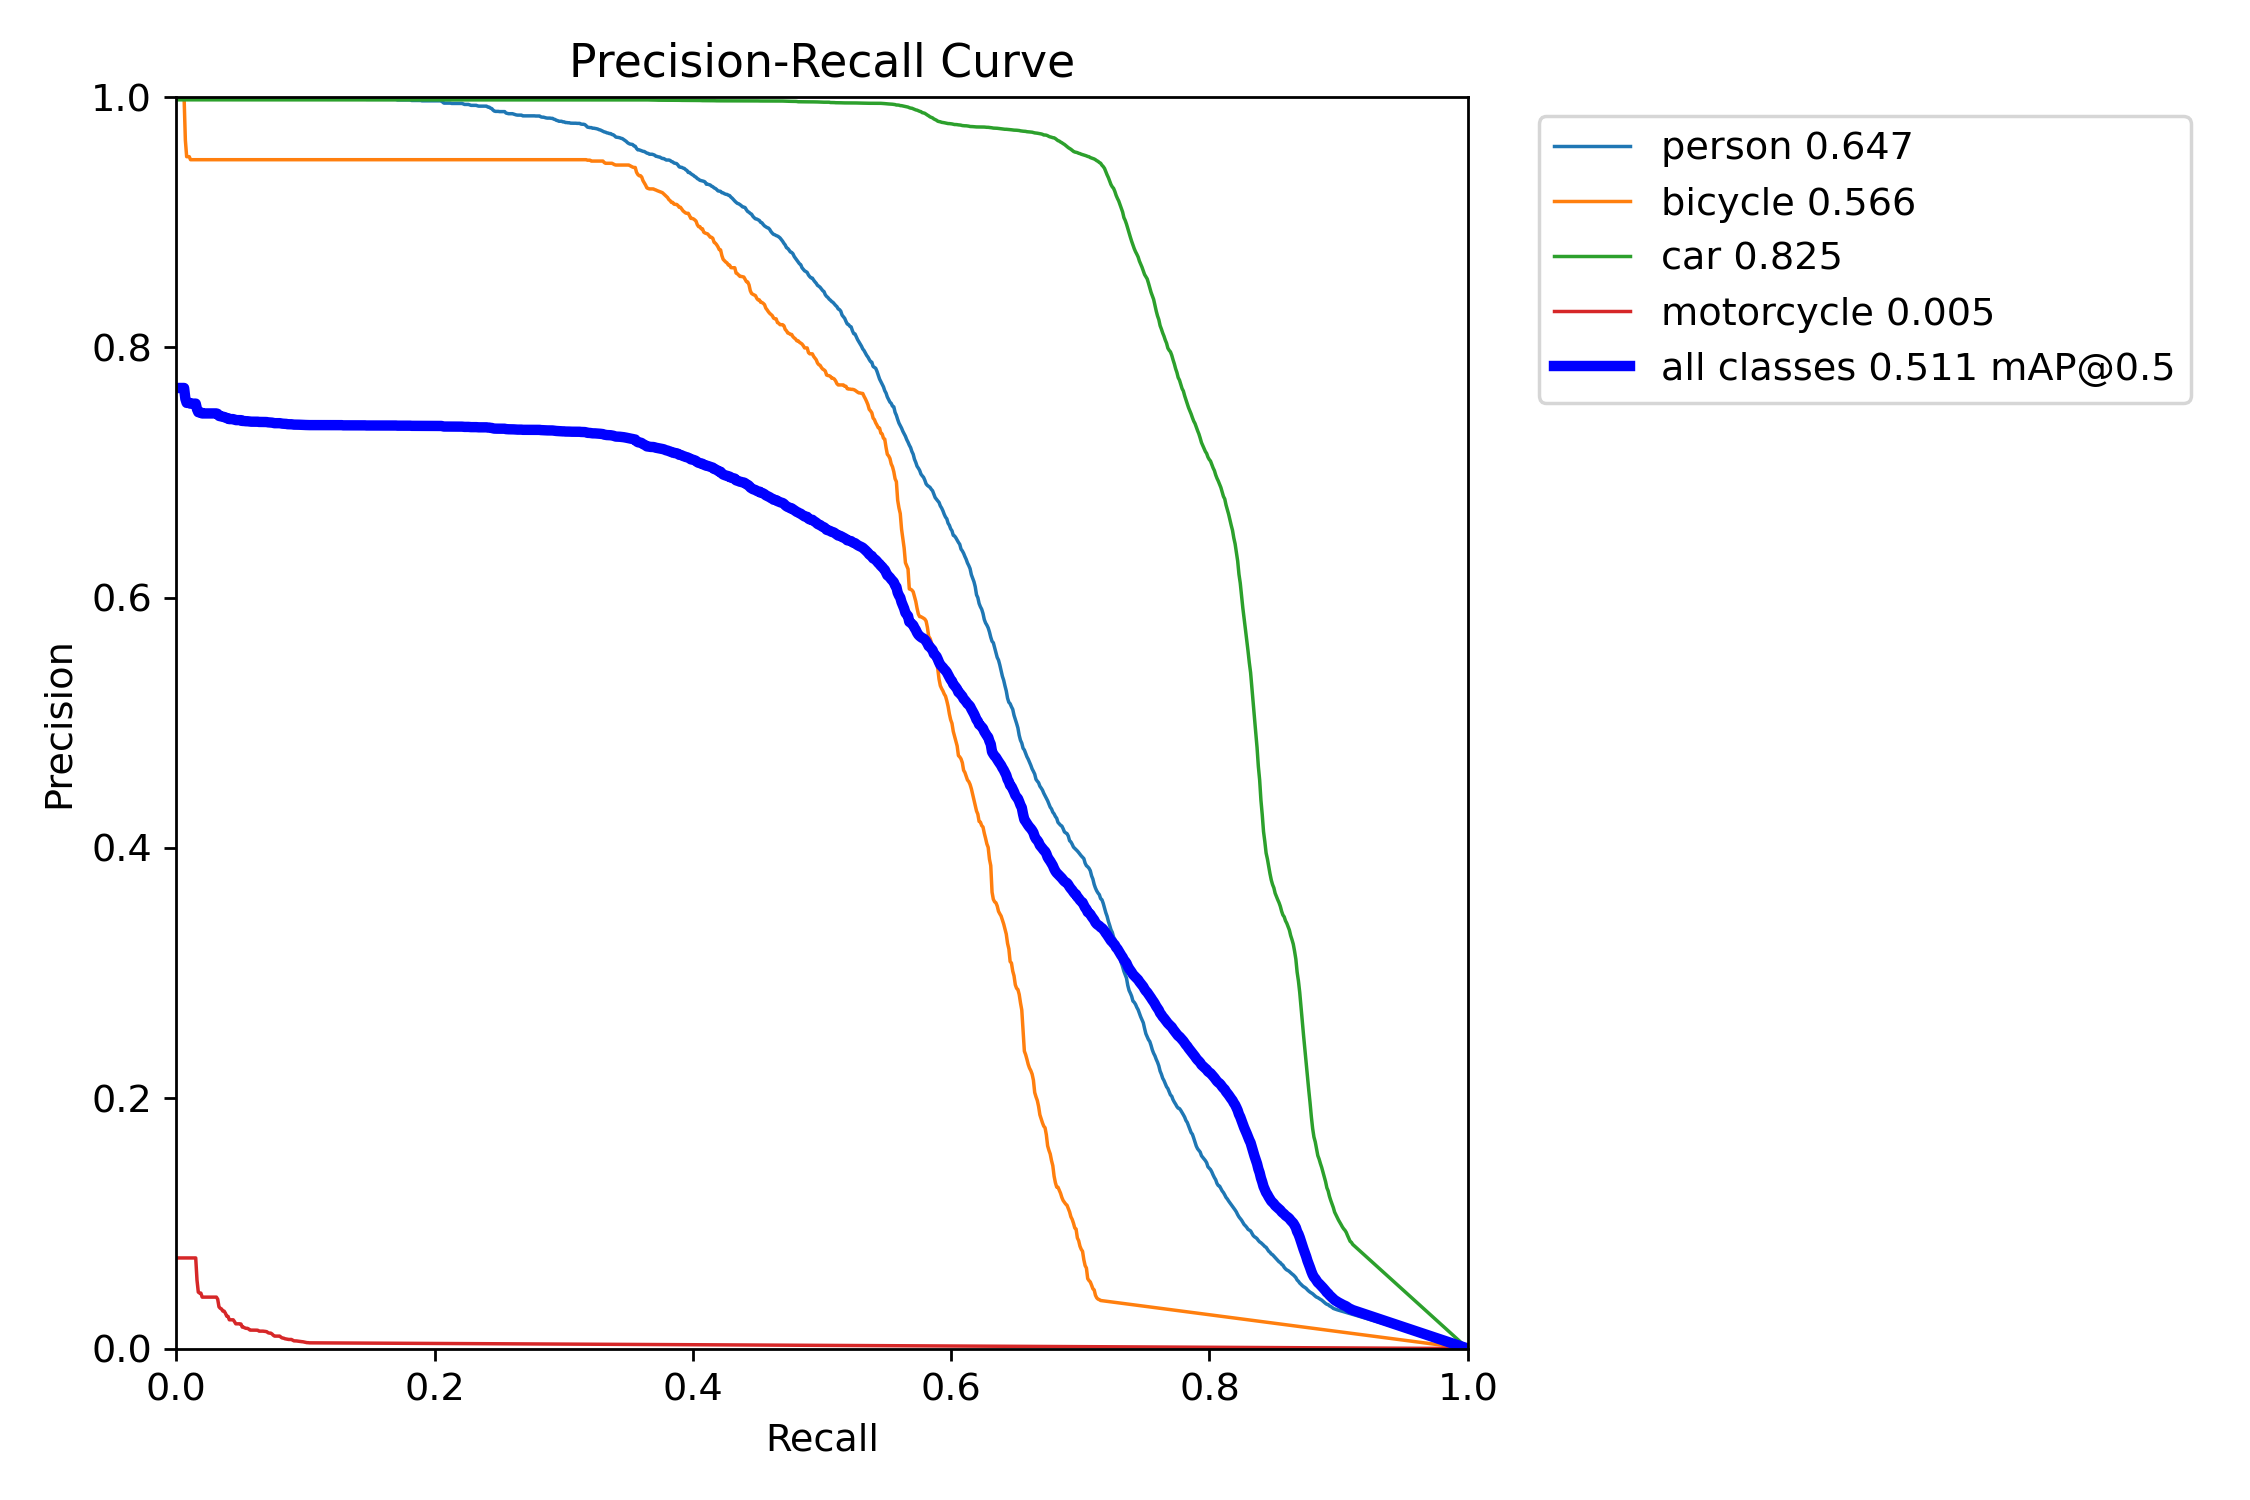 Precision-Recall Curve
1.0
0.8
0.6
0.4
0.2
0.0
Precision
0.0 0.2 0.4 0.6 0.8 1.0
Recall
person 0.647
bicycle 0.566
car 0.825
motorcycle 0.005
all classes 0.511 mAP@0.5